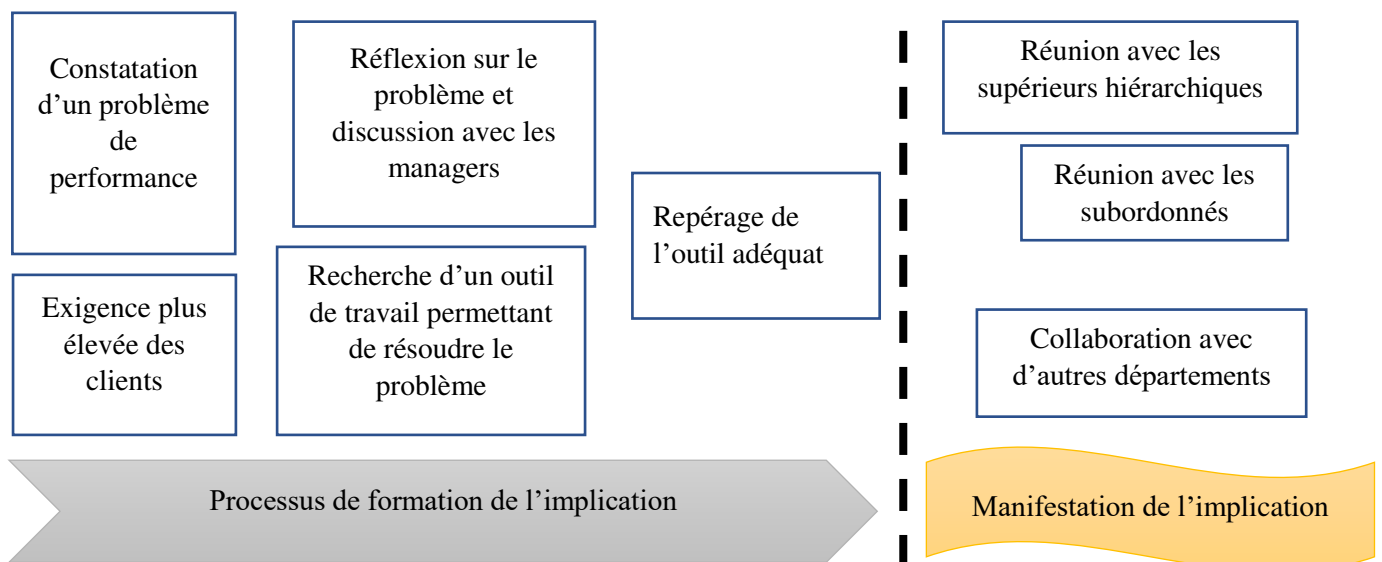 Constatation
d’un problème
de
performance
Exigence plus
élevée des
clients
Réflexion sur le
problème et
discussion avec les
managers
Recherche d’un outil
de travail permettant
de résoudre le
problème
Repérage de
l’outil adéquat
Réunion avec les
supérieurs hiérarchiques
Réunion avec les
subordonnés
Collaboration avec
d’autres départements
Processus de formation de l’implication
Manifestation de l’implication